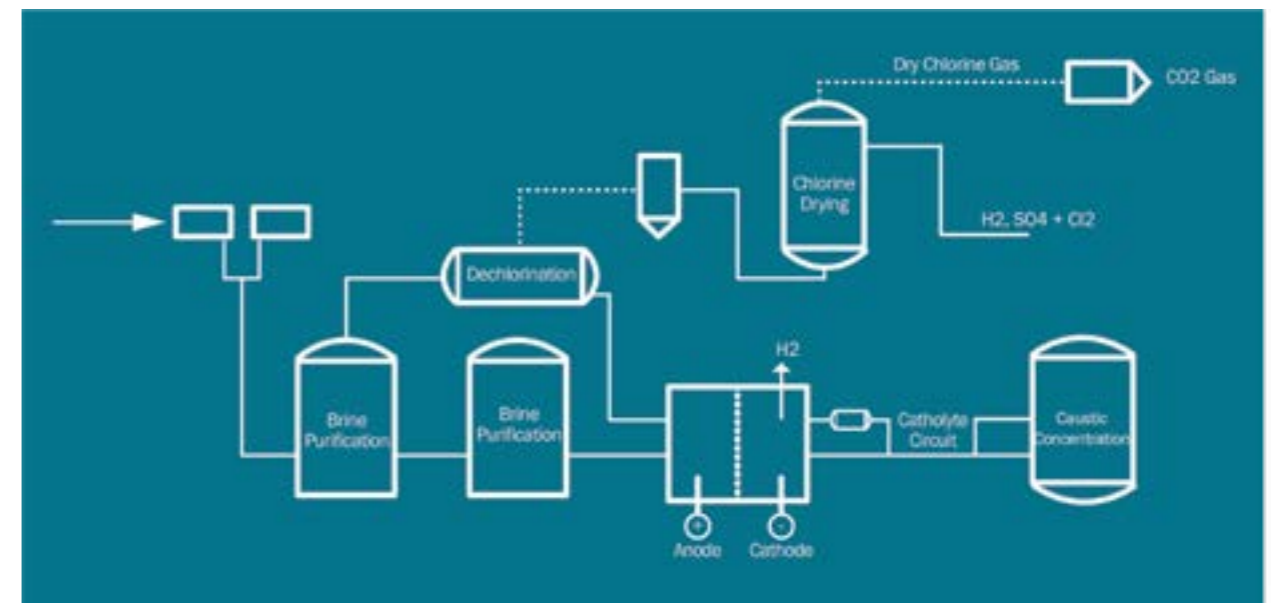 Dry Chlorine Gas
CO2 Gas
Chlorine
Drying
H2, SO4 + Cl2
Dechlorination
H2
Brine
Purification
Brine
Purification
Catholyte
Circuit
Caustic
Concentration
+
-
Anode
Cathode